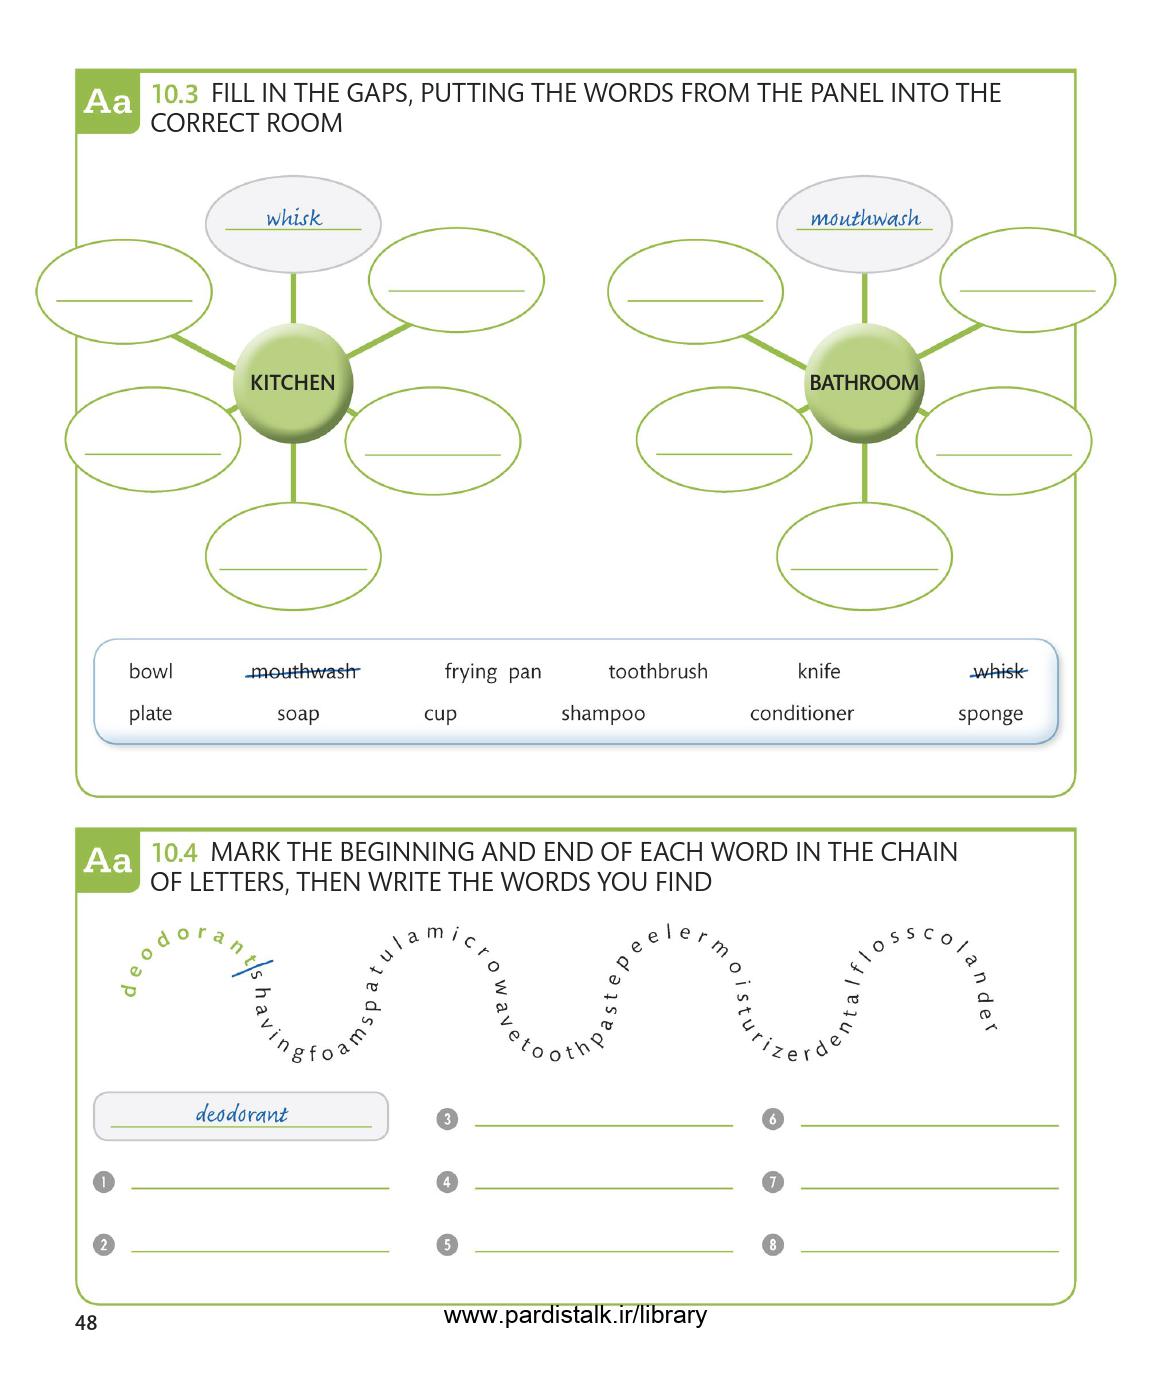 Aa 10.3 FILL IN THE GAPS, PUTTING THE WORDS FROM THE PANEL INTO THE
CORRECT ROOM
whisk
KITCHEN
mouthwash
BATHROOM
bowl mouthwash frying pan toothbrush knife whisk
plate soap cup shampoo conditioner sponge
Aa 10.4 MARK THE BEGINNING AND END OF EACH WORD IN THE CHAIN
OF LETTERS, THEN WRITE THE WORDS YOU FIND
deodorantshavingfoamspatulamicrowavetoothpastepeelermoisturizerdentalflosscolander
deodorant
1
2
3
4
5
6
7
8
48
www.pardistalk.ir/library